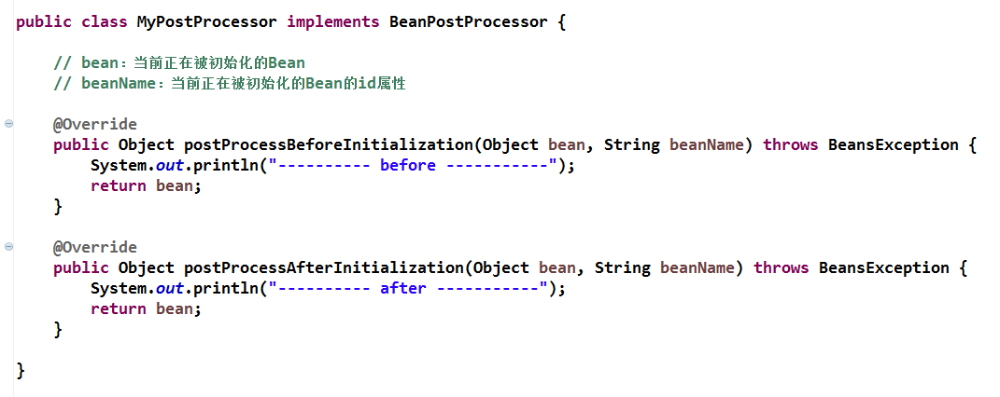 public class MyPostProcessor implements BeanPostProcessor {
// bean：当前正在被初始化的Bean
// beanName：当前正在被初始化的Bean的id属性
@Override
public Object postProcessBeforeInitialization(Object bean, String beanName) throws BeansException {
System.out.println("---------- before -----------");
return bean;
}
@Override
public Object postProcessAfterInitialization(Object bean, String beanName) throws BeansException {
System.out.println("---------- after -----------");
return bean;
}
}